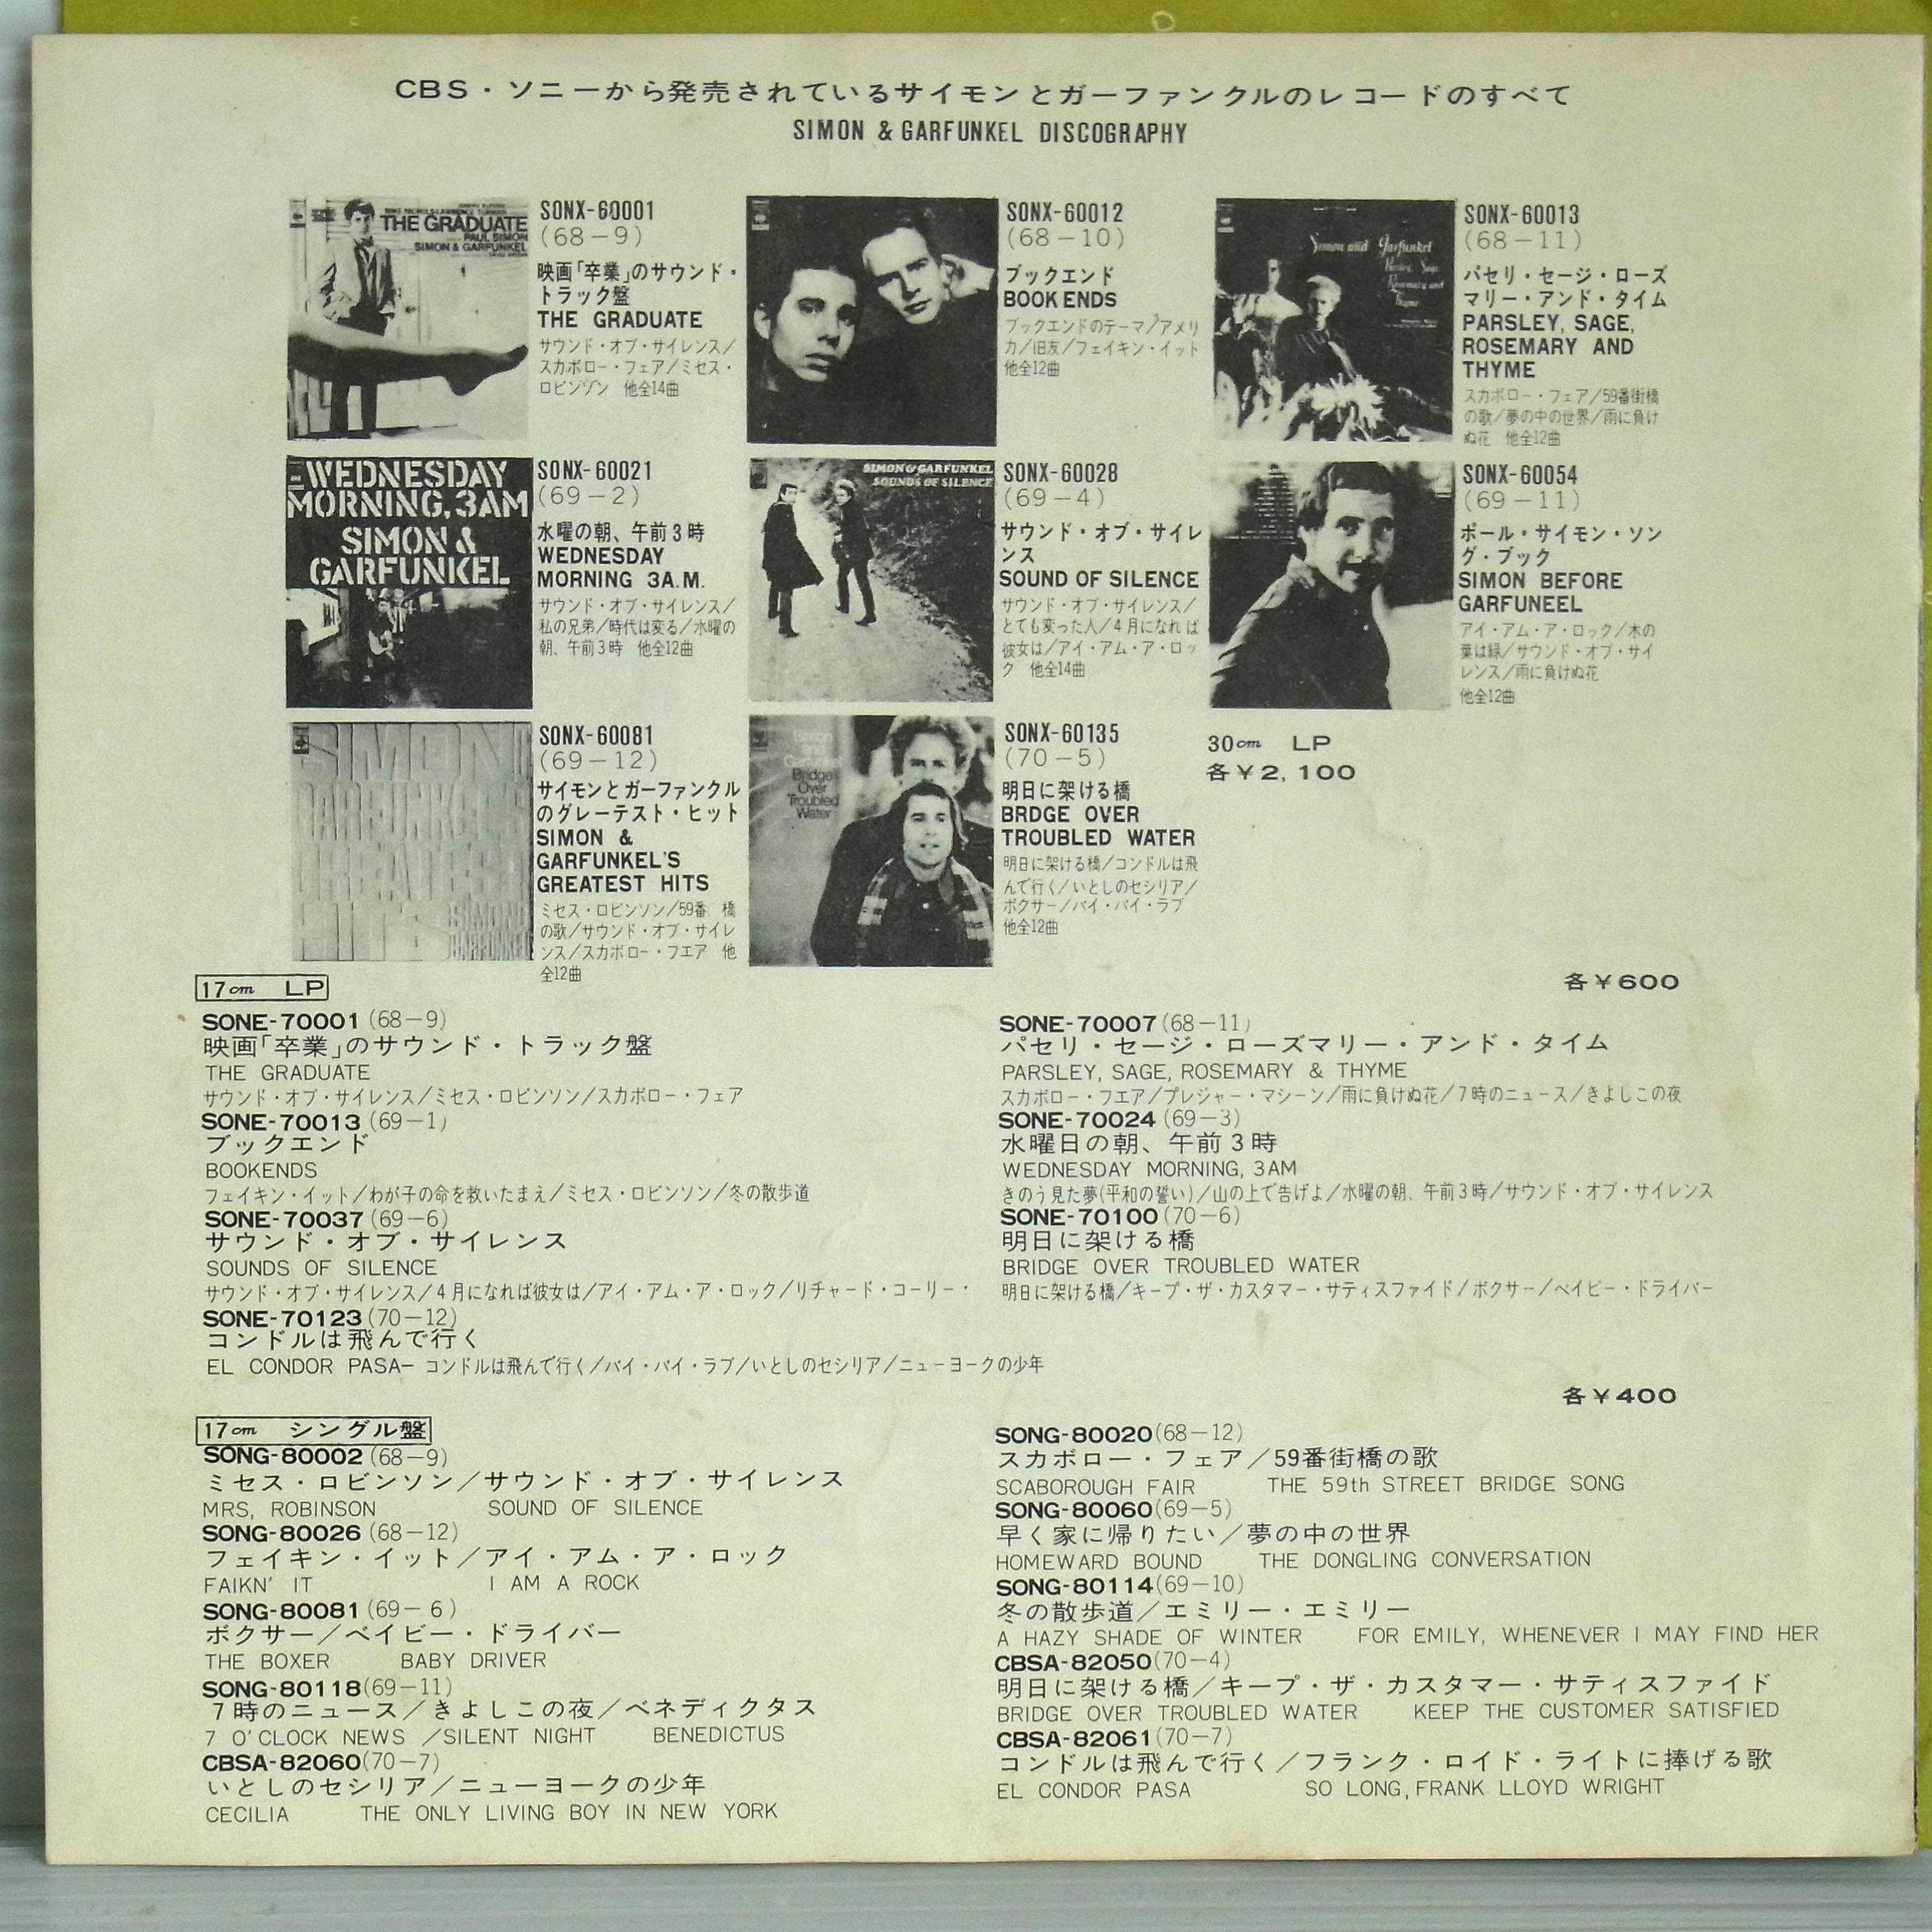 CBS・ソニーから発売されているサイモンとガーファンクルのレコードのすべて
SIMON & GARFUNKEL DISCOGRAPHY
THE GRADUATE
PAUL SIMON
SIMON & GARFUNKEL
SONX-60001
(68-9)
映画「卒業」のサウンド・
トラック盤
THE GRADUATE
サウンド・オブ・サイレンス/
スカボロー・フェア/ミセス・
ロビンソン 他全14曲
SONX-60012
(68-10)
ブックエンド
BOOK ENDS
ブックエンドのテーマ/アメリ
カ/旧友/フェイキン・イット
他全12曲
Simon and Garfunkel
Parsley, Sage,
Rosemary and
Thyme
SONX-60013
(68-11)
パセリ・セージ・ローズ
マリー・アンド・タイム
PARSLEY, SAGE,
ROSEMARY AND
THYME
スカボロー・フェア/59番街橋
の歌/夢の中の世界/雨に負け
ぬ花 他全12曲
WEDNESDAY
MORNING, 3AM
SIMON &
GARFUNKEL
SONX-60021
(69-2)
水曜の朝、午前3時
WEDNESDAY
MORNING 3A.M.
サウンド・オブ・サイレンス/
私の兄弟/時代は変る/水曜の
朝、午前3時 他全12曲
SIMON & GARFUNKEL
SOUNDS OF SILENCE
SONX-60028
(69-4)
サウンド・オブ・サイレ
ンス
SOUND OF SILENCE
サウンド・オブ・サイレンス/
とても変った人/4月になれば
彼女は/アイ・アム・ア・ロッ
ク 他全14曲
SONX-60054
(69-11)
ポール・サイモン・ソン
グ・ブック
SIMON BEFORE
GARFUNEEL
アイ・アム・ア・ロック/木の
葉は緑/サウンド・オブ・サイ
レンス/雨に負けぬ花
他全12曲
SIMON
GARFUNKEL'S
GREATEST
HITS
SONX-60081
(69-12)
サイモンとガーファンクル
のグレーテスト・ヒット
SIMON &
GARFUNKEL'S
GREATEST HITS
ミセス・ロビンソン/59番 橋
の歌/サウンド・オブ・サイレ
ンス/スカボロー・フエア 他
全12曲
Simon
and
Bridge
Over
Troubled
Water
SONX-60135
(70-5)
明日に架ける橋
BRDGE OVER
TROUBLED WATER
明日に架ける橋/コンドルは飛
んで行く/いとしのセシリア/
ボクサー/バイ・バイ・ラブ
他全12曲
30cm LP
各¥2,100
17cm LP
各¥600
SONE-70001 (68-9)
映画「卒業」のサウンド・トラック盤
THE GRADUATE
サウンド・オブ・サイレンス/ミセス・ロビンソン/スカボロー・フェア
SONE-70013 (69-1)
ブックエンド
BOOKENDS
フェイキン・イット/わが子の命を救いたまえ/ミセス・ロビンソン/冬の散歩道
SONE-70037 (69-6)
サウンド・オブ・サイレンス
SOUNDS OF SILENCE
サウンド・オブ・サイレンス/4月になれば彼女は/アイ・アム・ア・ロック/リチャード・コーリー・
SONE-70123 (70-12)
コンドルは飛んで行く
EL CONDOR PASA- コンドルは飛んで行く/バイ・バイ・ラブ/いとしのセシリア/ニューヨークの少年
SONE-70007 (68-11)
パセリ・セージ・ローズマリー・アンド・タイム
PARSLEY, SAGE, ROSEMARY & THYME
スカボロー・フエア/プレジャー・マシーン/雨に負けぬ花/7時のニュース/きよしこの夜
SONE-70024 (69-3)
水曜日の朝、午前3時
WEDNESDAY MORNING, 3AM
きのう見た夢(平和の誓い)/山の上で告げよ/水曜の朝、午前3時/サウンド・オブ・サイレンス
SONE-70100 (70-6)
明日に架ける橋
BRIDGE OVER TROUBLED WATER
明日に架ける橋/キープ・ザ・カスタマー・サティスファイド/ボクサー/ベイビー・ドライバー
各¥400
17cm シングル盤
SONG-80002 (68-9)
ミセス・ロビンソン/サウンド・オブ・サイレンス
MRS, ROBINSON SOUND OF SILENCE
SONG-80026 (68-12)
フェイキン・イット/アイ・アム・ア・ロック
FAIKN' IT I AM A ROCK
SONG-80081 (69-6)
ボクサー/ベイビー・ドライバー
THE BOXER BABY DRIVER
SONG-80118 (69-11)
7時のニュース/きよしこの夜/ベネディクタス
7 O'CLOCK NEWS /SILENT NIGHT BENEDICTUS
CBSA-82060 (70-7)
いとしのセシリア/ニューヨークの少年
CECILIA THE ONLY LIVING BOY IN NEW YORK
SONG-80020 (68-12)
スカボロー・フェア/59番街橋の歌
SCABOROUGH FAIR THE 59th STREET BRIDGE SONG
SONG-80060 (69-5)
早く家に帰りたい/夢の中の世界
HOMEWARD BOUND THE DONGLING CONVERSATION
SONG-80114 (69-10)
冬の散歩道/エミリー・エミリー
A HAZY SHADE OF WINTER FOR EMILY, WHENEVER I MAY FIND HER
CBSA-82050 (70-4)
明日に架ける橋/キープ・ザ・カスタマー・サティスファイド
BRIDGE OVER TROUBLED WATER KEEP THE CUSTOMER SATISFIED
CBSA-82061 (70-7)
コンドルは飛んで行く/フランク・ロイド・ライトに捧げる歌
EL CONDOR PASA SO LONG, FRANK LLOYD WRIGHT